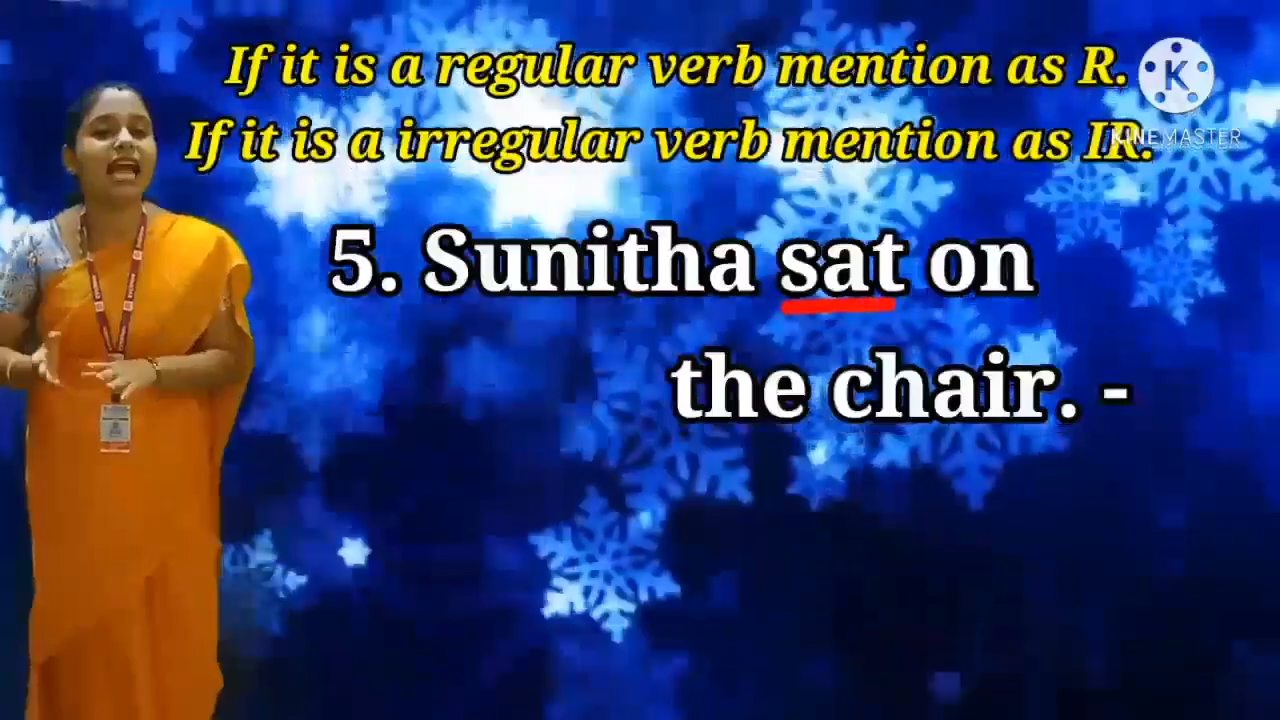 If it is a regular verb mention as R.
If it is a irregular verb mention as IR.
K
KINEMASTER
5. Sunitha sat on
the chair. -